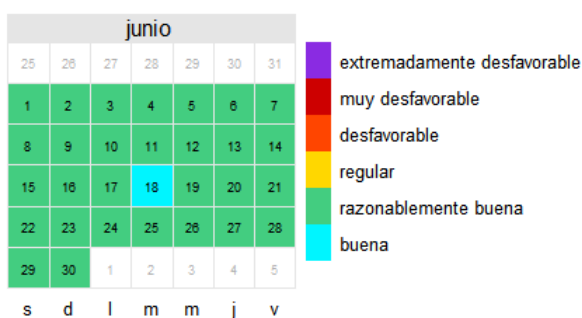 junio
25 26 27 28 29 30 31
1 2 3 4 5 6 7
8 9 10 11 12 13 14
15 16 17 18 19 20 21
22 23 24 25 26 27 28
29 30 1 2 3 4 5
s d l m m j v
extremadamente desfavorable
muy desfavorable
desfavorable
regular
razonablemente buena
buena